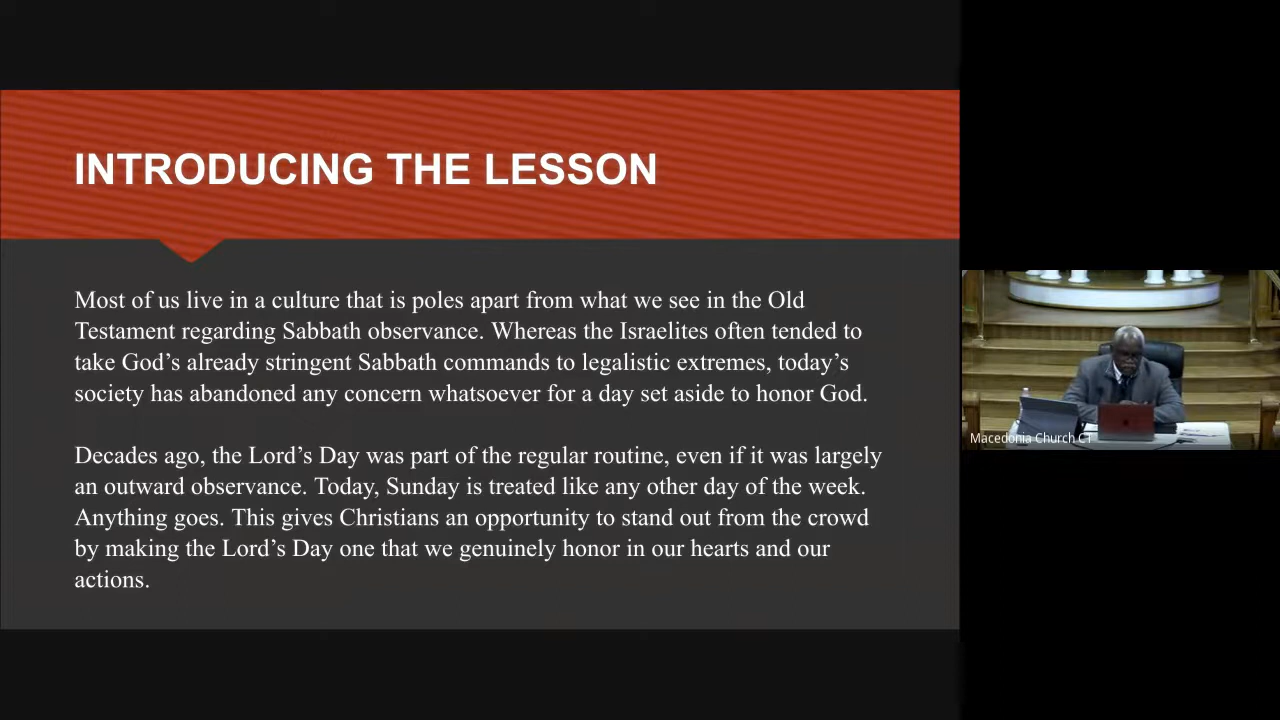 INTRODUCING THE LESSON
Most of us live in a culture that is poles apart from what we see in the Old
Testament regarding Sabbath observance. Whereas the Israelites often tended to
take God’s already stringent Sabbath commands to legalistic extremes, today’s
society has abandoned any concern whatsoever for a day set aside to honor God.
Decades ago, the Lord’s Day was part of the regular routine, even if it was largely
an outward observance. Today, Sunday is treated like any other day of the week.
Anything goes. This gives Christians an opportunity to stand out from the crowd
by making the Lord’s Day one that we genuinely honor in our hearts and our
actions.
Macedonia Church CT